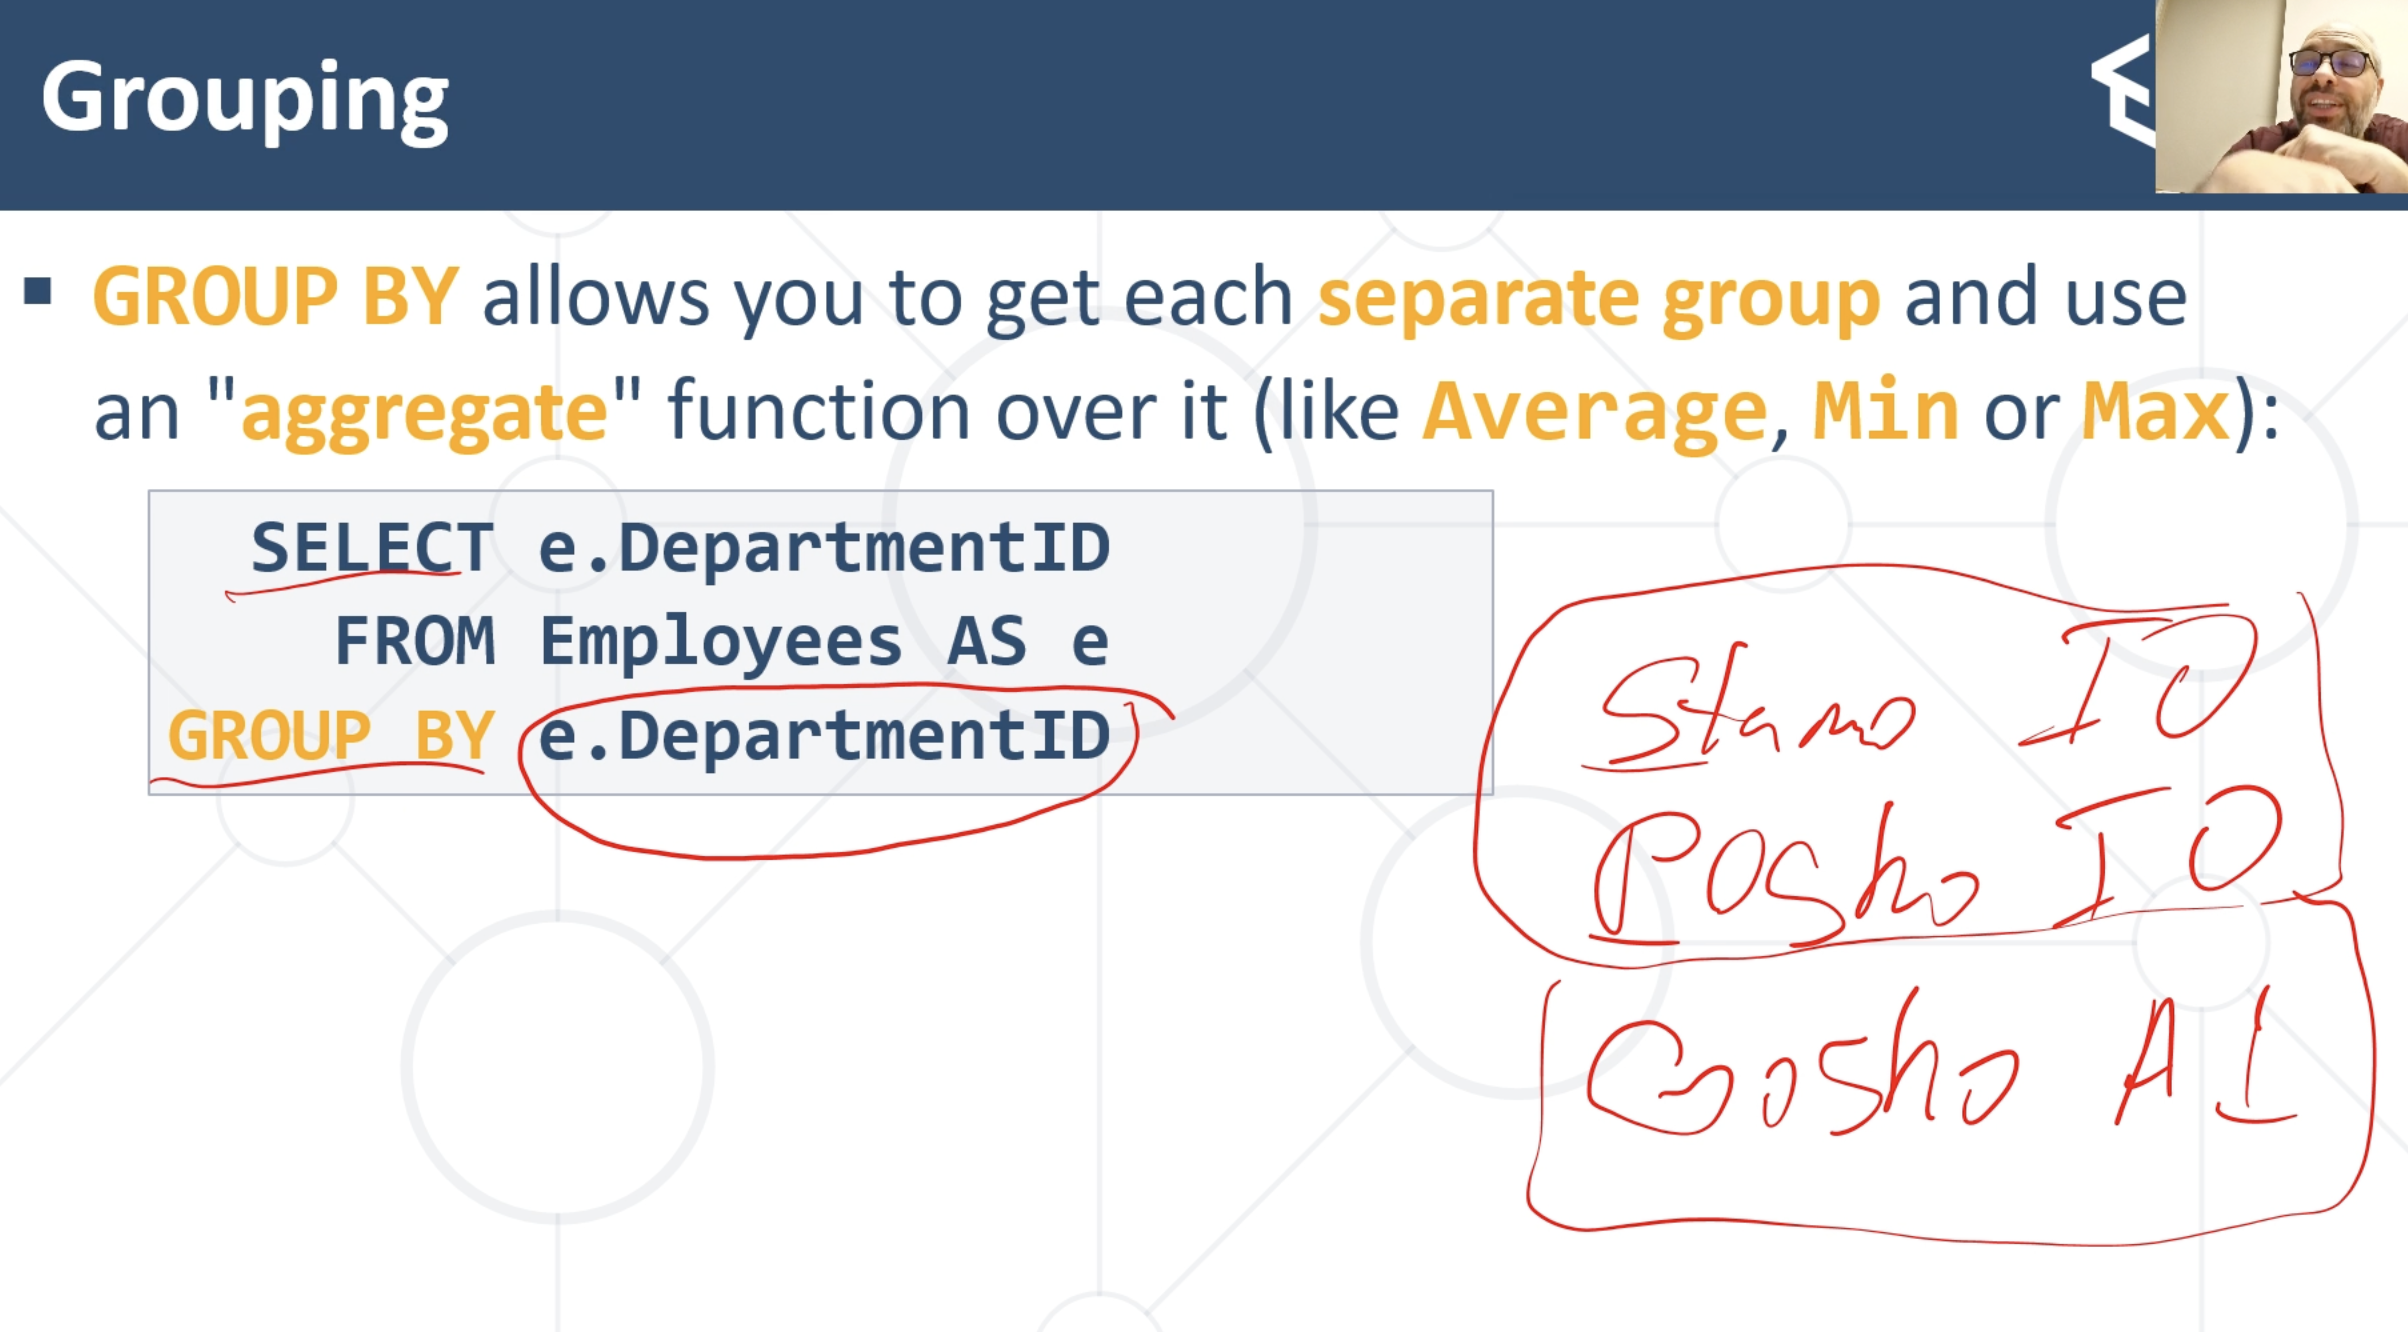 Grouping
▪ GROUP BY allows you to get each separate group and use
an "aggregate" function over it (like Average, Min or Max):
SELECT e.DepartmentID
FROM Employees AS e
GROUP BY e.DepartmentID
Stamo IO
Posho IO
Gosho AI